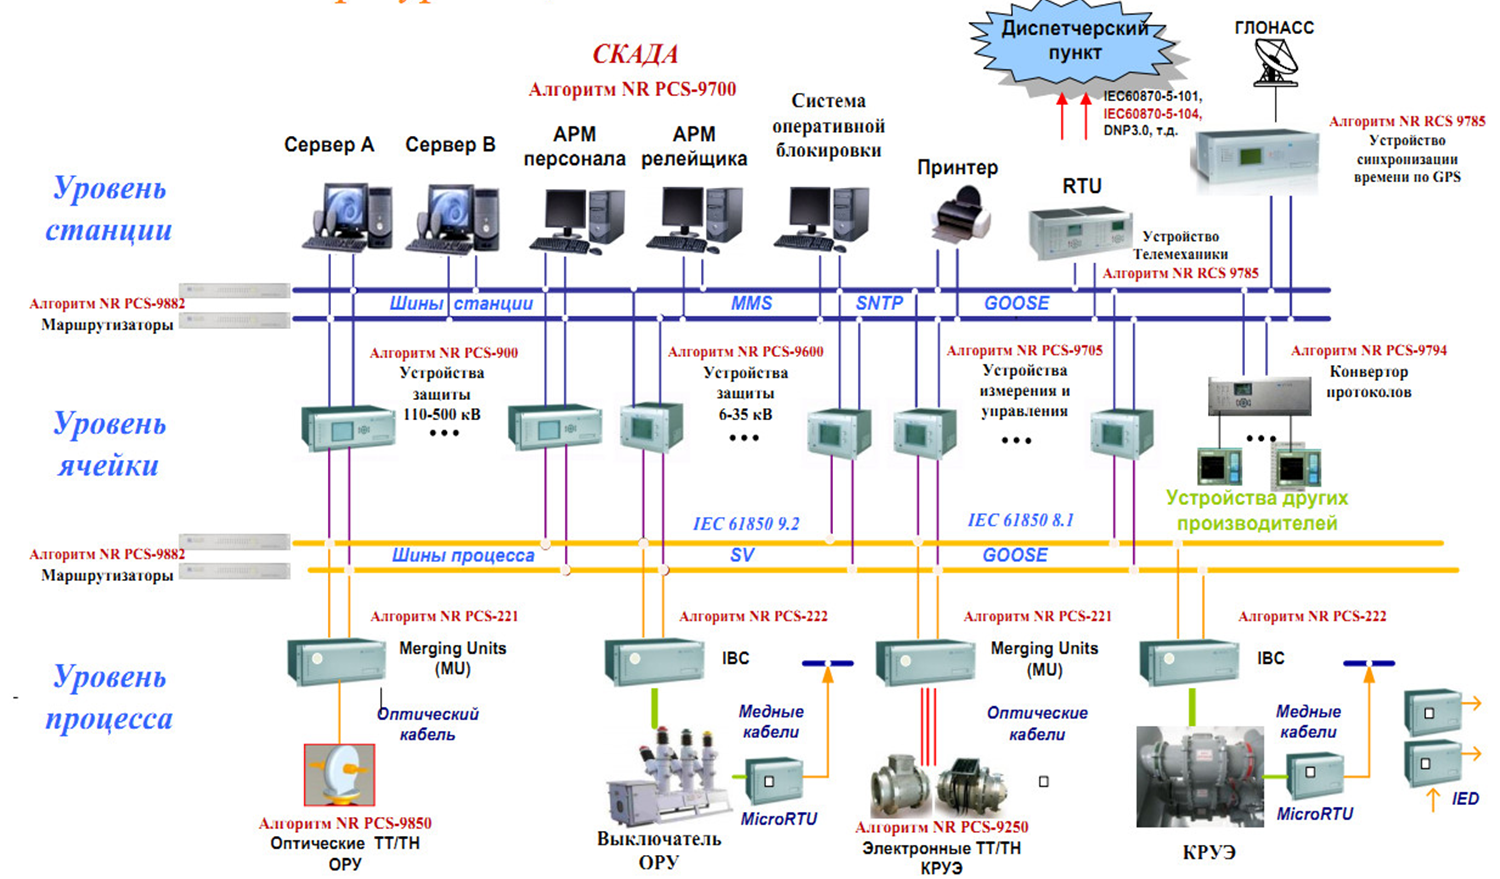 Диспетчерский
пункт
ГЛОНАСС
СКАДА
Алгоритм NR PCS-9700
IEC60870-5-101,
IEC60870-5-104,
DNP3.0, т.д.
Алгоритм NR RCS 9785
Устройство
синхронизации
времени по GPS
Сервер А
Сервер В
АРМ
персонала
АРМ
релейщика
Система
оперативной
блокировки
Принтер
RTU
Устройство
Телемеханики
Алгоритм NR RCS 9785
Уровень
станции
Алгоритм NR PCS-9882
Маршрутизаторы
Шины станции
MMS
SNTP
GOOSE
Алгоритм NR PCS-900
Устройства
защиты
110-500 кВ
Алгоритм NR PCS-9600
Устройства
защиты
6-35 кВ
Алгоритм NR PCS-9705
Устройства
измерения и
управления
Алгоритм NR PCS-9794
Конвертор
протоколов
Уровень
ячейки
Устройства других
производителей
IEC 61850 9.2
IEC 61850 8.1
Алгоритм NR PCS-9882
Маршрутизаторы
Шины процесса
SV
GOOSE
Алгоритм NR PCS-221
Merging Units
(MU)
Алгоритм NR PCS-222
IBC
Алгоритм NR PCS-221
Merging Units
(MU)
Алгоритм NR PCS-222
IBC
Уровень
процесса
Оптический
кабель
Медные
кабели
Оптические
кабели
Медные
кабели
MicroRTU
MicroRTU
IED
Алгоритм NR PCS-9850
Оптические ТТ/ТН
ОРУ
Выключатель
ОРУ
Алгоритм NR PCS-9250
Электронные ТТ/ТН
КРУЭ
КРУЭ